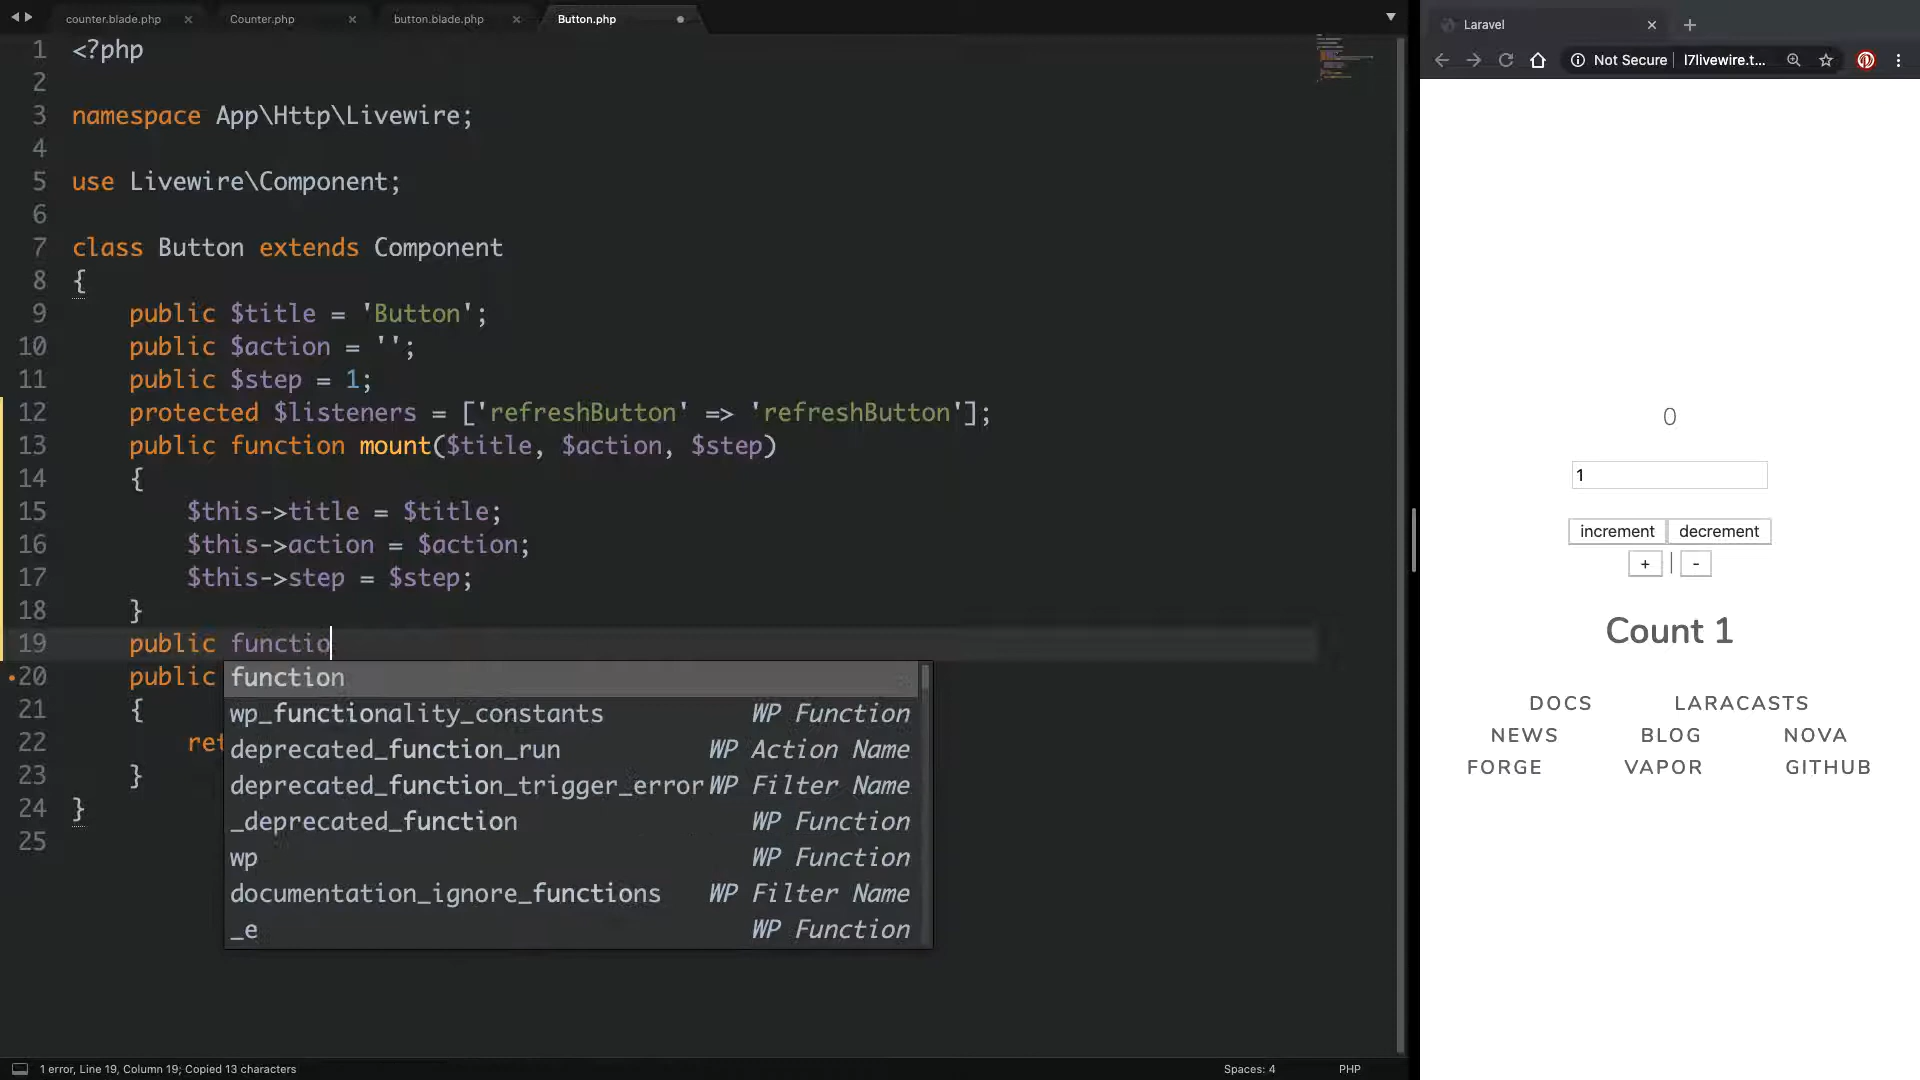 counter.blade.php
Counter.php
button.blade.php
Button.php
1 <?php
2
3 namespace App\Http\Livewire;
4
5 use Livewire\Component;
6
7 class Button extends Component
8 {
9 public $title = 'Button';
10 public $action = '';
11 public $step = 1;
12 protected $listeners = ['refreshButton' => 'refreshButton'];
13 public function mount($title, $action, $step)
14 {
15 $this->title = $title;
16 $this->action = $action;
17 $this->step = $step;
18 }
19 public functio
20 public
21 {
22 ret
23 }
24 }
25
function
wp_functionality_constants WP Function
deprecated_function_run WP Action Name
deprecated_function_trigger_error WP Filter Name
_deprecated_function WP Function
wp WP Function
documentation_ignore_functions WP Filter Name
_e WP Function
1 error, Line 19, Column 19; Copied 13 characters
Spaces: 4
PHP
Laravel
Not Secure
l7livewire.t...
0
1
increment decrement
+ | -
Count 1
DOCS LARACASTS
NEWS BLOG NOVA
FORGE VAPOR GITHUB